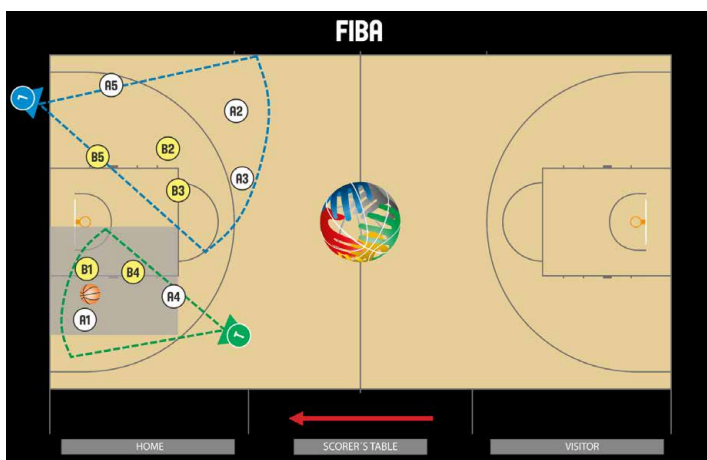 FIBA
A5
A2
B2
B5
A3
B3
B1
B4
A4
A1
HOME
SCORER'S TABLE
VISITOR